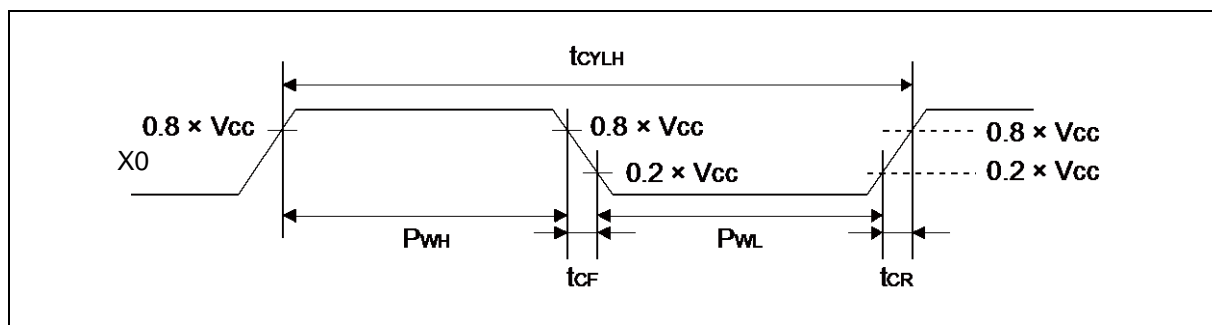 tCYLH
0.8 × VCC
0.8 × VCC
0.8 × VCC
X0
0.2 × VCC
0.2 × VCC
PWH
PWL
tCF
tCR